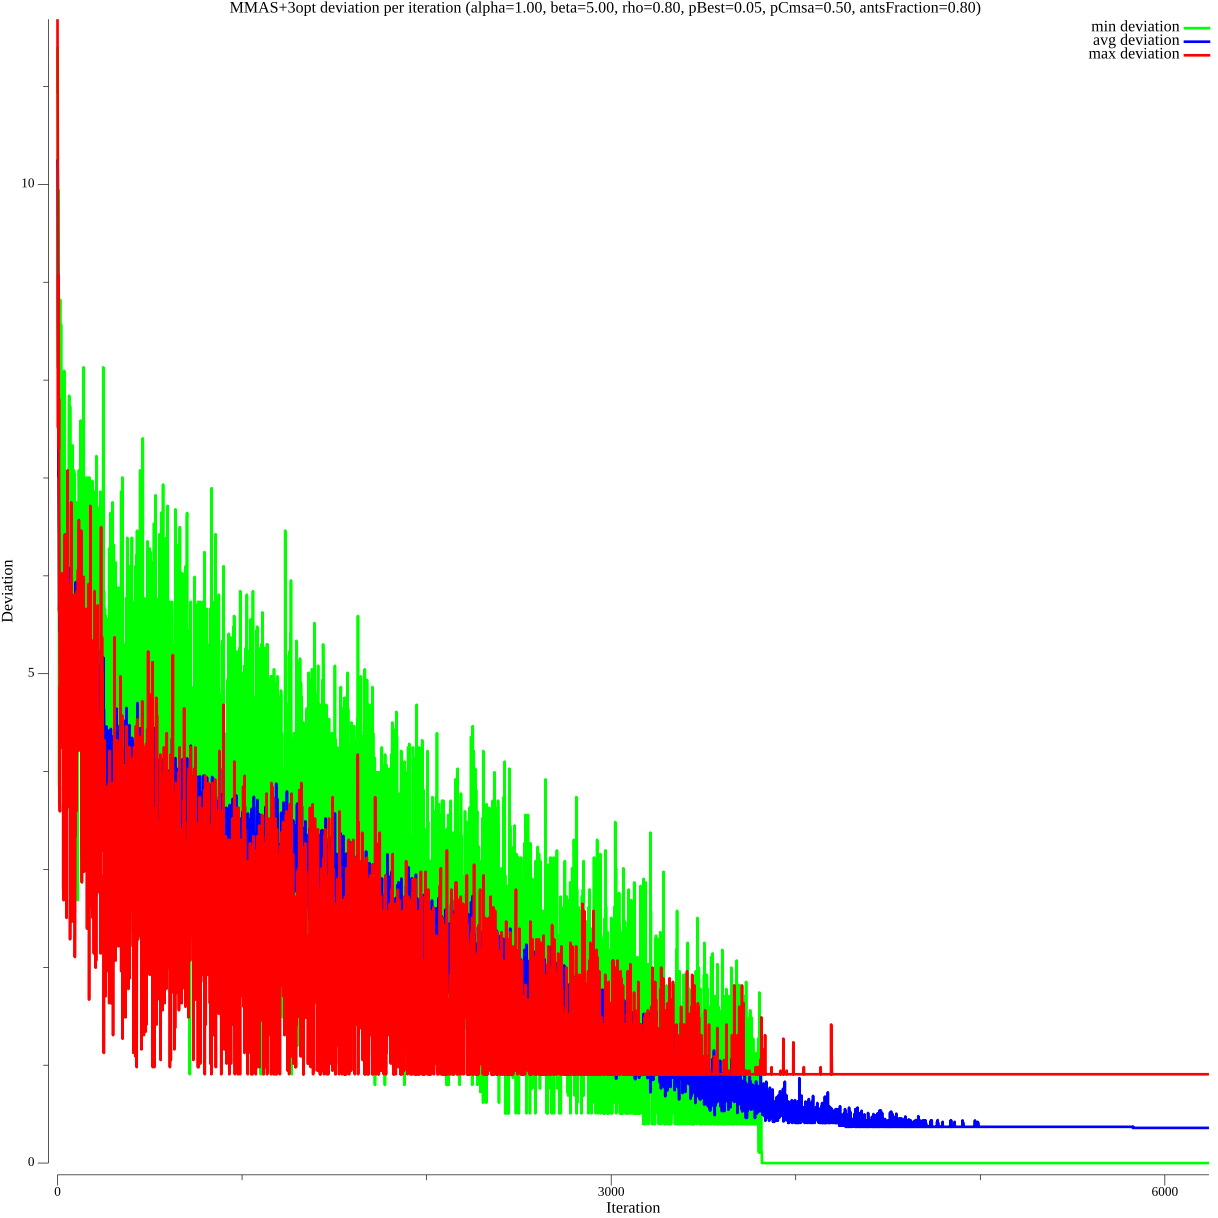 MMAS+3opt deviation per iteration (alpha=1.00, beta=5.00, rho=0.80, pBest=0.05, pCmsa=0.50, antsFraction=0.80)
min deviation
avg deviation
max deviation
10
5
0
Deviation
0
3000
6000
Iteration